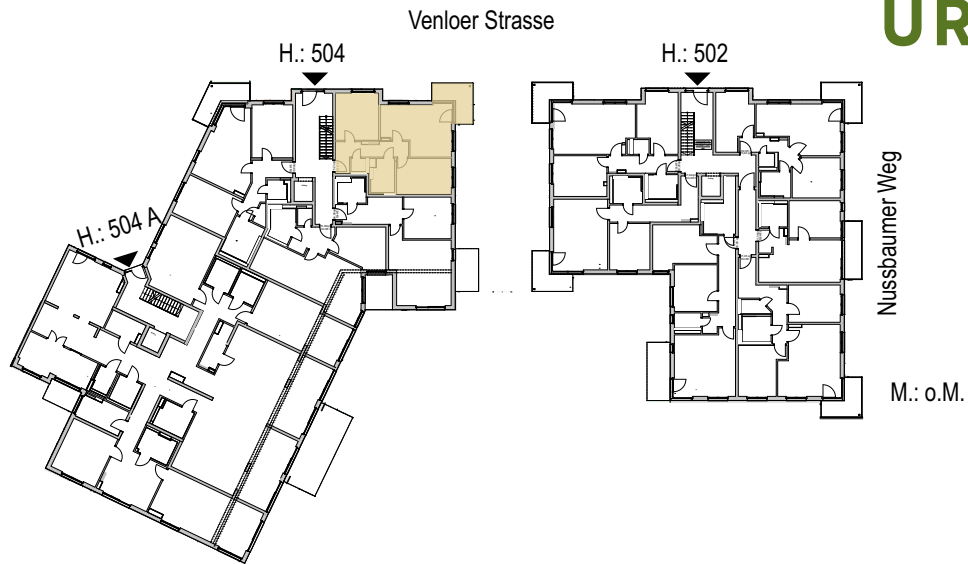 Venloer Strasse
UR
H.: 504
H.: 502
H.: 504 A
Nussbaumer Weg
M.: o.M.